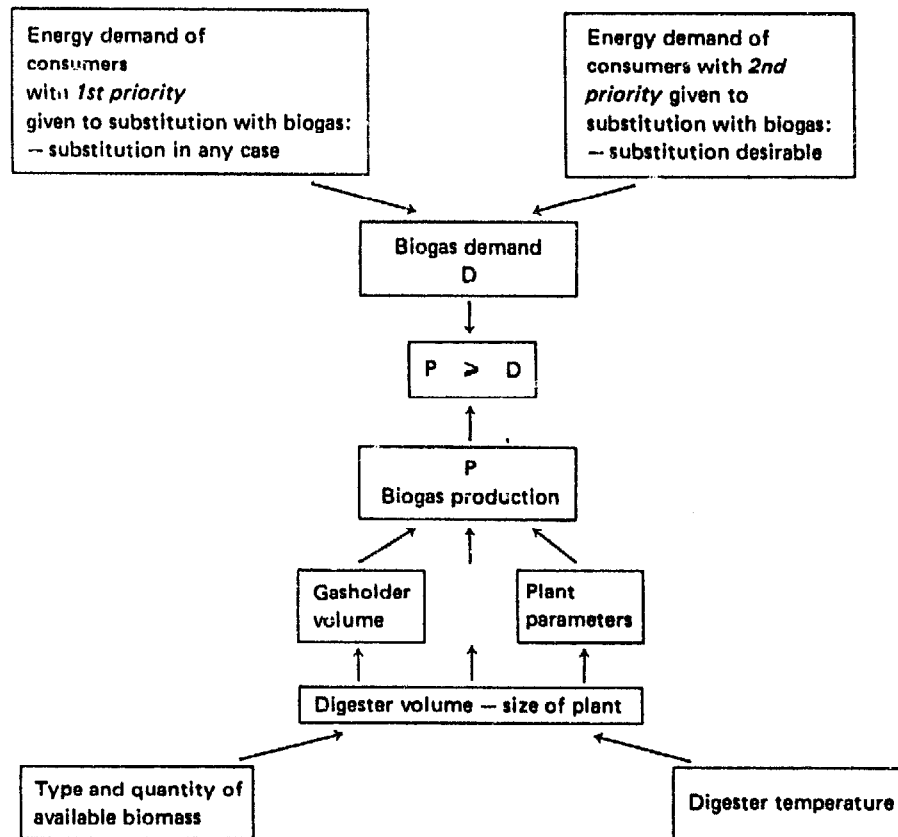 Energy demand of
consumers
with 1st priority
given to substitution with biogas:
— substitution in any case
Energy demand of
consumers with 2nd
priority given to
substitution with biogas:
— substitution desirable
Biogas demand
D
P ⩾ D
P
Biogas production
Gasholder
volume
Plant
parameters
Digester volume — size of plant
Type and quantity of
available biomass
Digester temperature